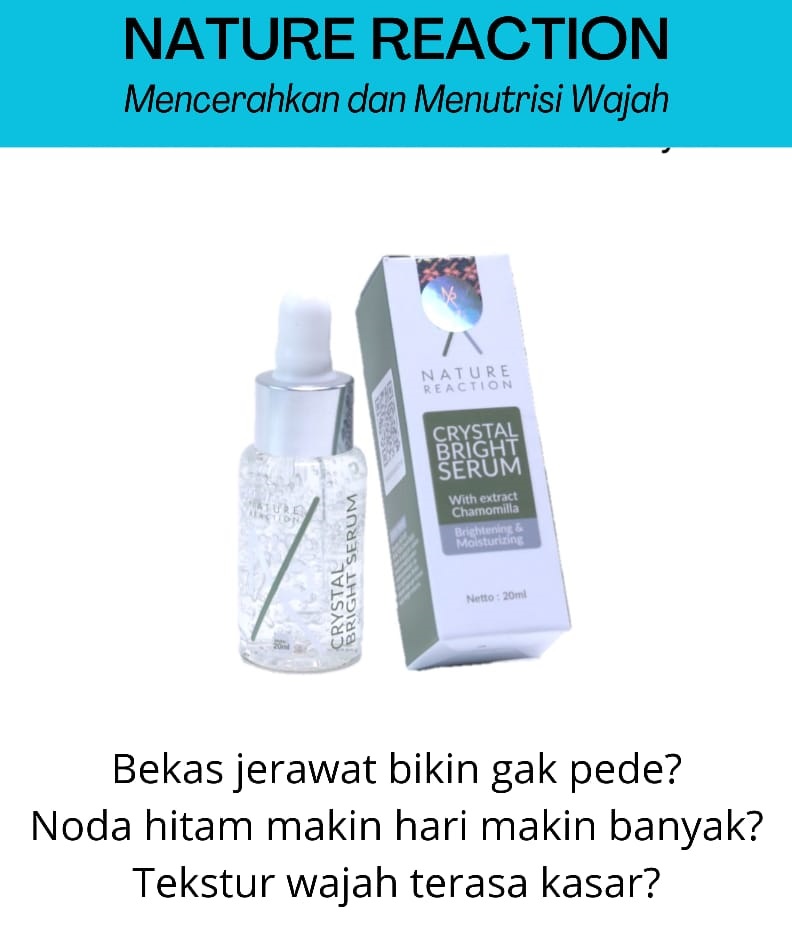 NATURE REACTION
Mencerahkan dan Menutrisi Wajah
NATURE
REACTION
CRYSTAL
BRIGHT
SERUM
With extract
Chamomilla
Brightening &
Moisturizing
Netto : 20ml
NATURE
REACTION
CRYSTAL
BRIGHT SERUM
20ml
Bekas jerawat bikin gak pede?
Noda hitam makin hari makin banyak?
Tekstur wajah terasa kasar?